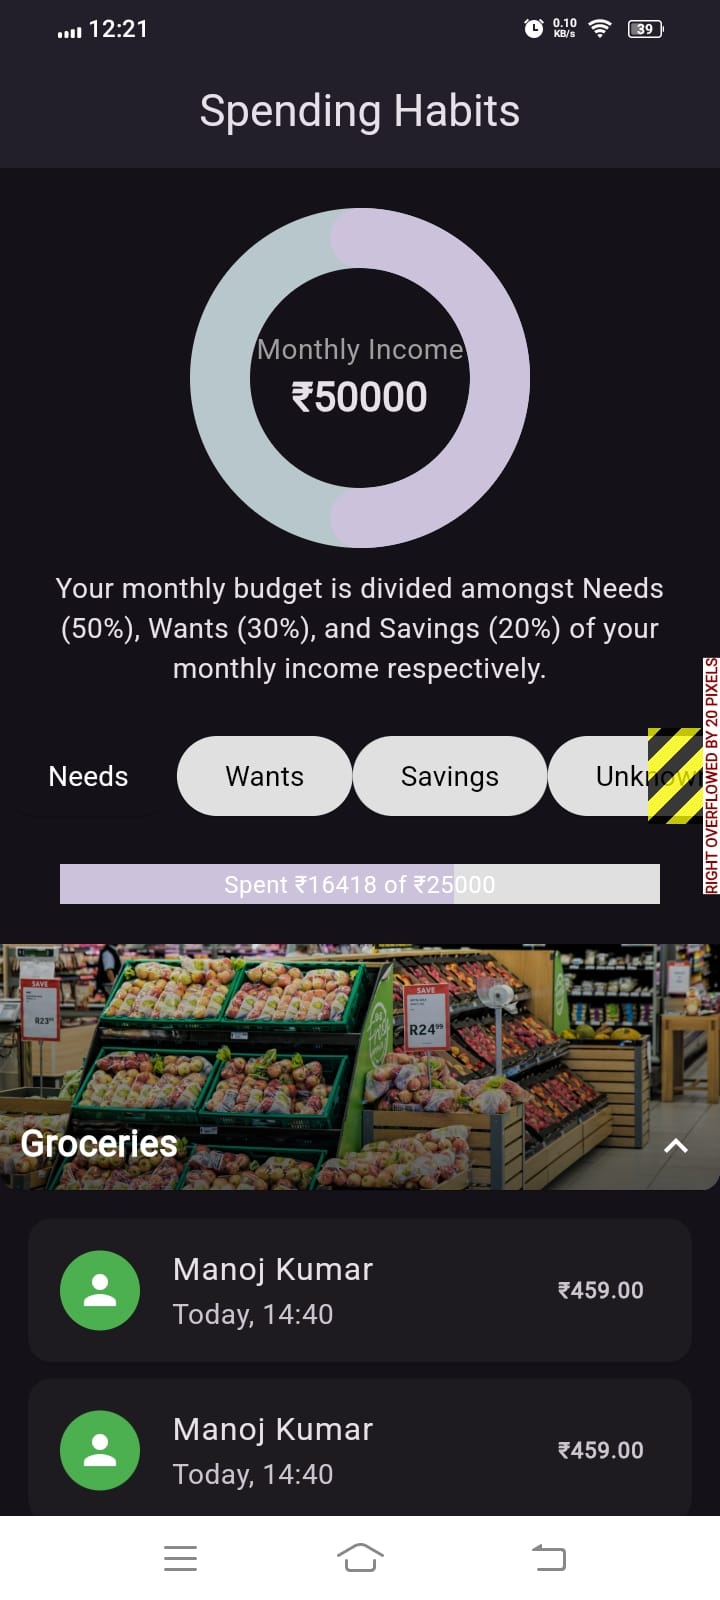 12:21
0.10
KB/s
39
Spending Habits
Monthly Income
₹50000
Your monthly budget is divided amongst Needs
(50%), Wants (30%), and Savings (20%) of your
monthly income respectively.
RIGHT OVERFLOWED BY 20 PIXELS
Needs
Wants
Savings
Unknow
Spent ₹16418 of ₹25000
SAVE
R23
SAVE
R24⁹⁹
Groceries
Manoj Kumar
₹459.00
Today, 14:40
Manoj Kumar
₹459.00
Today, 14:40